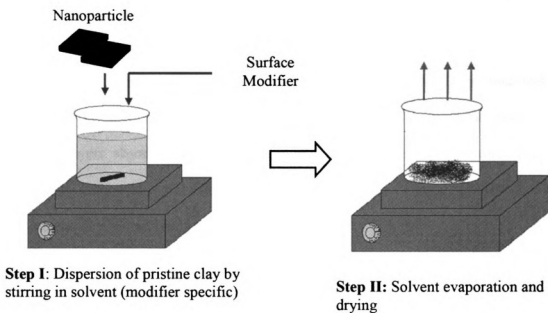 Nanoparticle
Surface
Modifier
Step I: Dispersion of pristine clay by
stirring in solvent (modifier specific)
Step II: Solvent evaporation and
drying